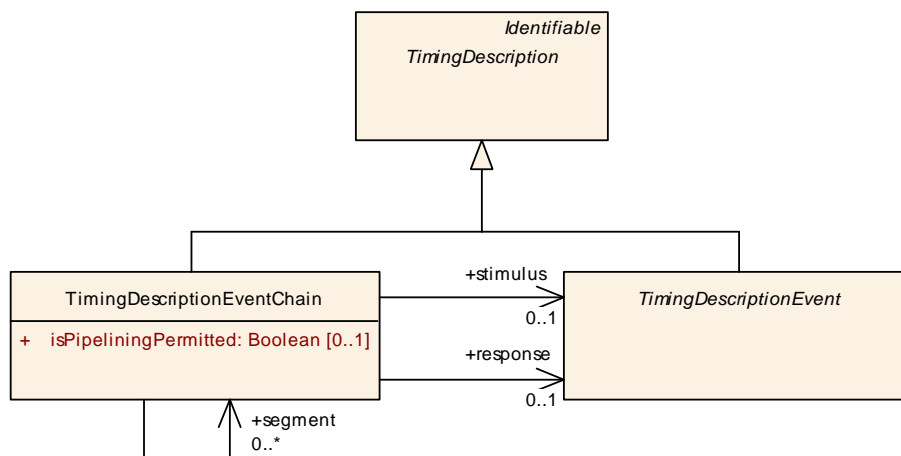 Identifiable
TimingDescription
TimingDescriptionEventChain
+ isPipeliningPermitted: Boolean [0..1]
+stimulus
0..1
+response
0..1
TimingDescriptionEvent
+segment
0..*